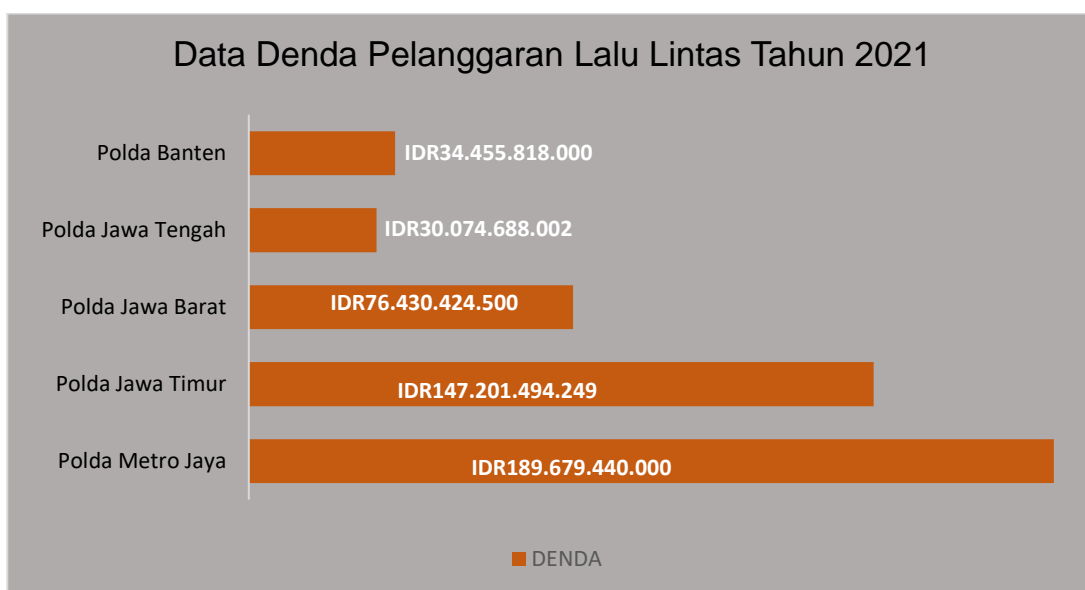 Data Denda Pelanggaran Lalu Lintas Tahun 2021
Polda Banten IDR34.455.818.000
Polda Jawa Tengah IDR30.074.688.002
Polda Jawa Barat IDR76.430.424.500
Polda Jawa Timur IDR147.201.494.249
Polda Metro Jaya IDR189.679.440.000
DENDA